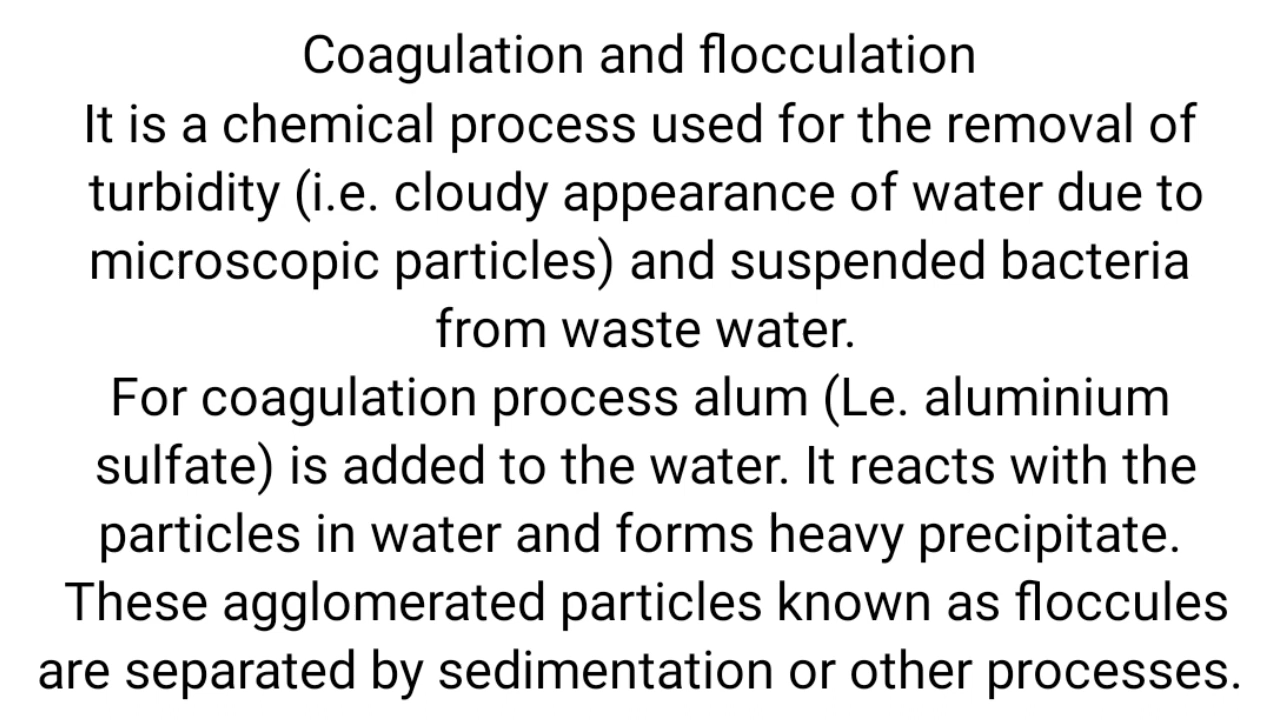 Coagulation and flocculation
It is a chemical process used for the removal of
turbidity (i.e. cloudy appearance of water due to
microscopic particles) and suspended bacteria
from waste water.
For coagulation process alum (Le. aluminium
sulfate) is added to the water. It reacts with the
particles in water and forms heavy precipitate.
These agglomerated particles known as floccules
are separated by sedimentation or other processes.